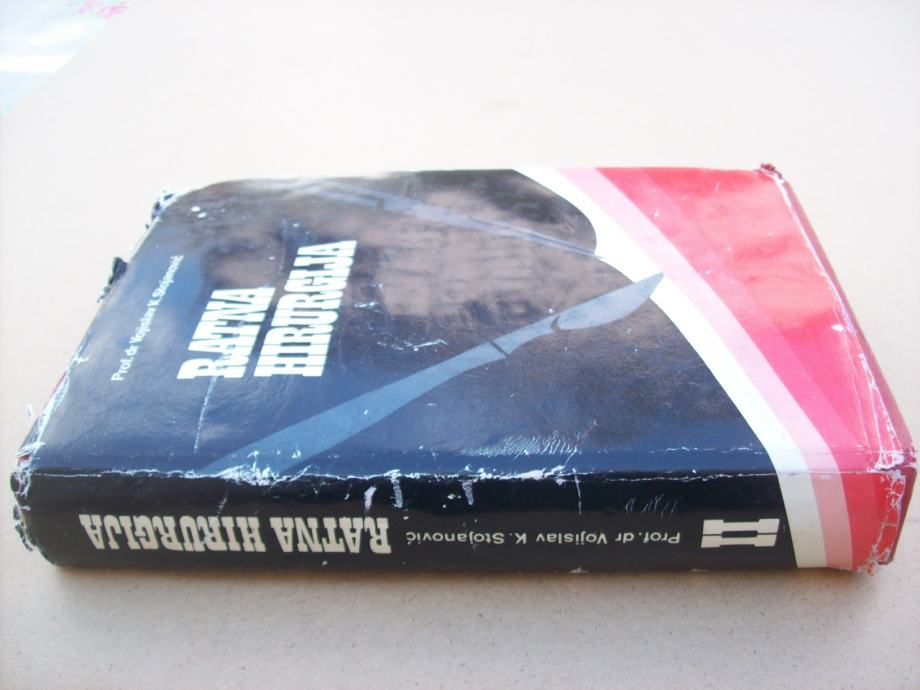 Prof. dr Vojislav K. Stojanović
RATNA
HIRURGIJA
II
Prof. dr Vojislav K. Stojanović
RATNA HIRURGIJA